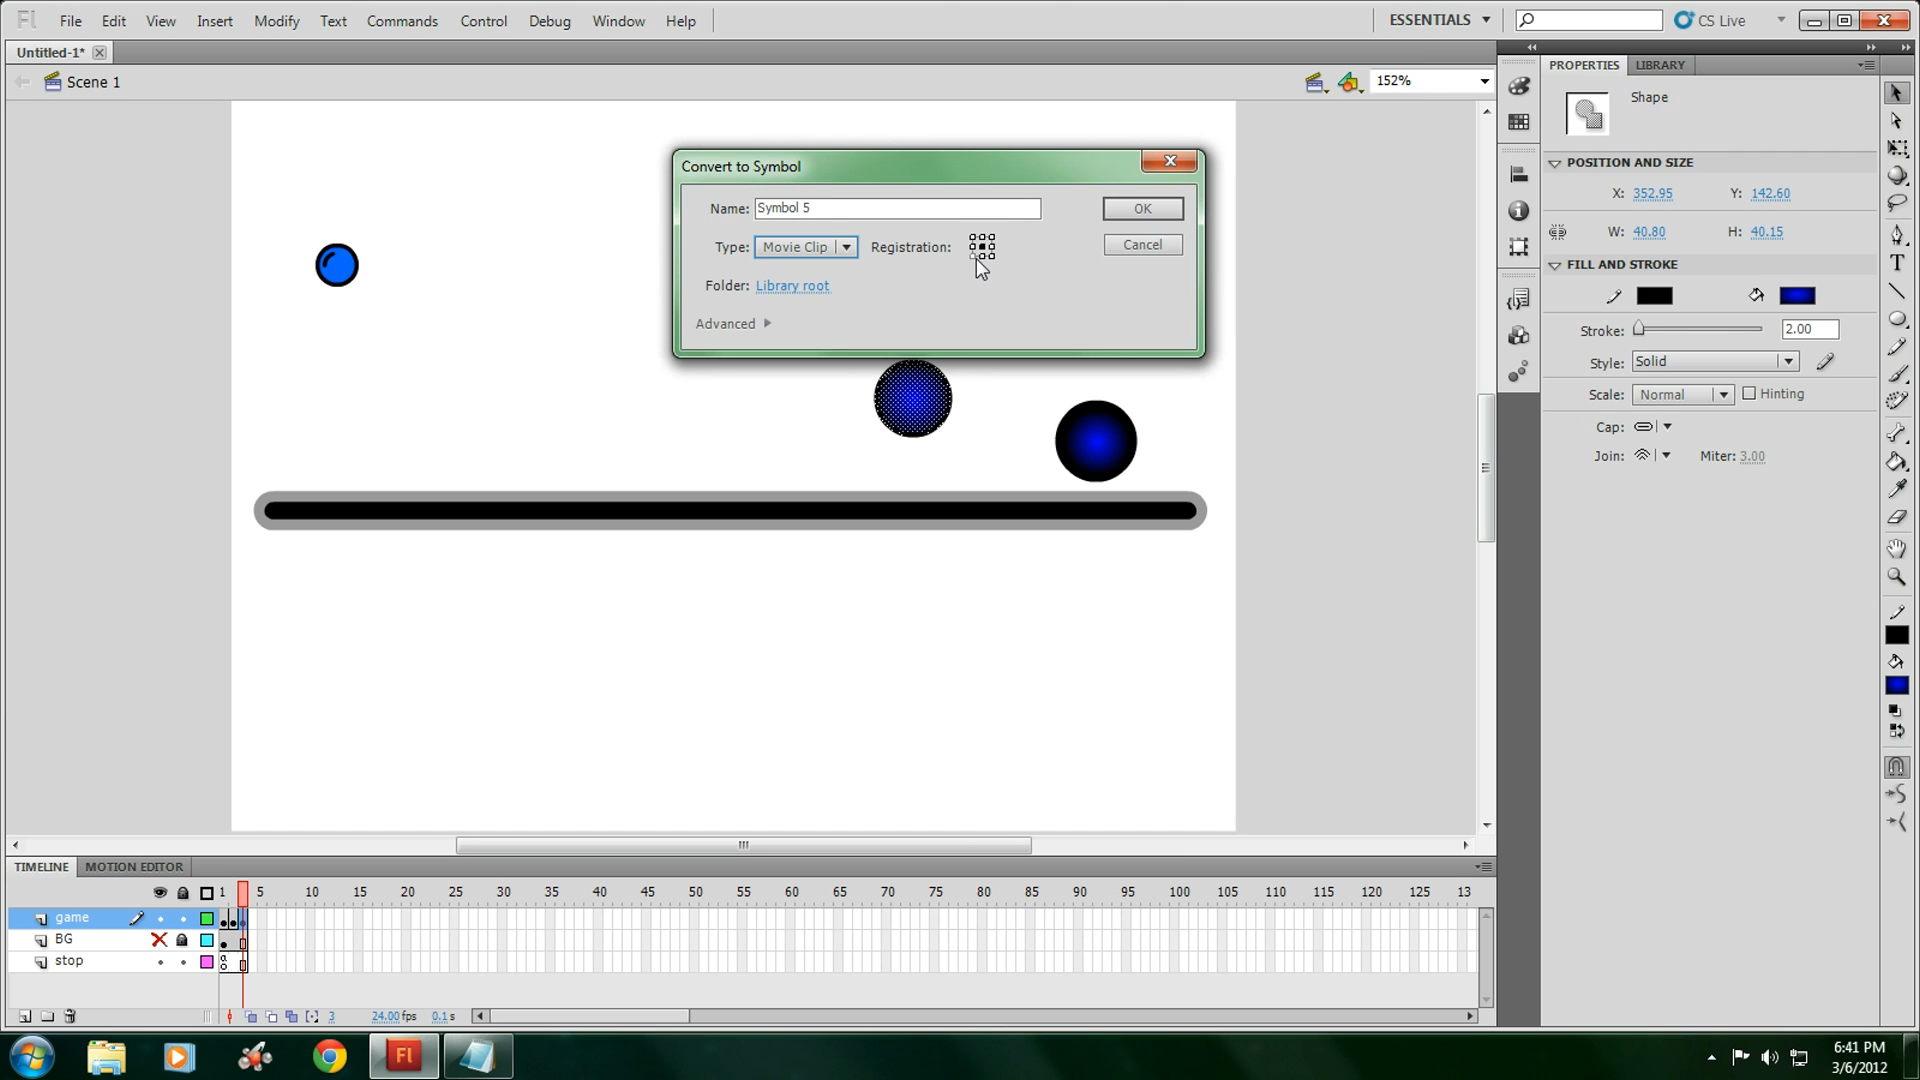 Fl File Edit View Insert Modify Text Commands Control Debug Window Help ESSENTIALS CS Live
Untitled-1*
Scene 1 152%
PROPERTIES LIBRARY
Shape
POSITION AND SIZE
X: 352.95 Y: 142.60
W: 40.80 H: 40.15
FILL AND STROKE
Stroke: 2.00
Style: Solid
Scale: Normal Hinting
Cap:
Join: Miter: 3.00
Convert to Symbol
Name: Symbol 5 OK
Type: Movie Clip Registration: Cancel
Folder: Library root
Advanced
TIMELINE MOTION EDITOR
1 5 10 15 20 25 30 35 40 45 50 55 60 65 70 75 80 85 90 95 100 105 110 115 120 125 13
game
BG
stop
3 24.00 fps 0.1 s
Fl
6:41 PM
3/6/2012